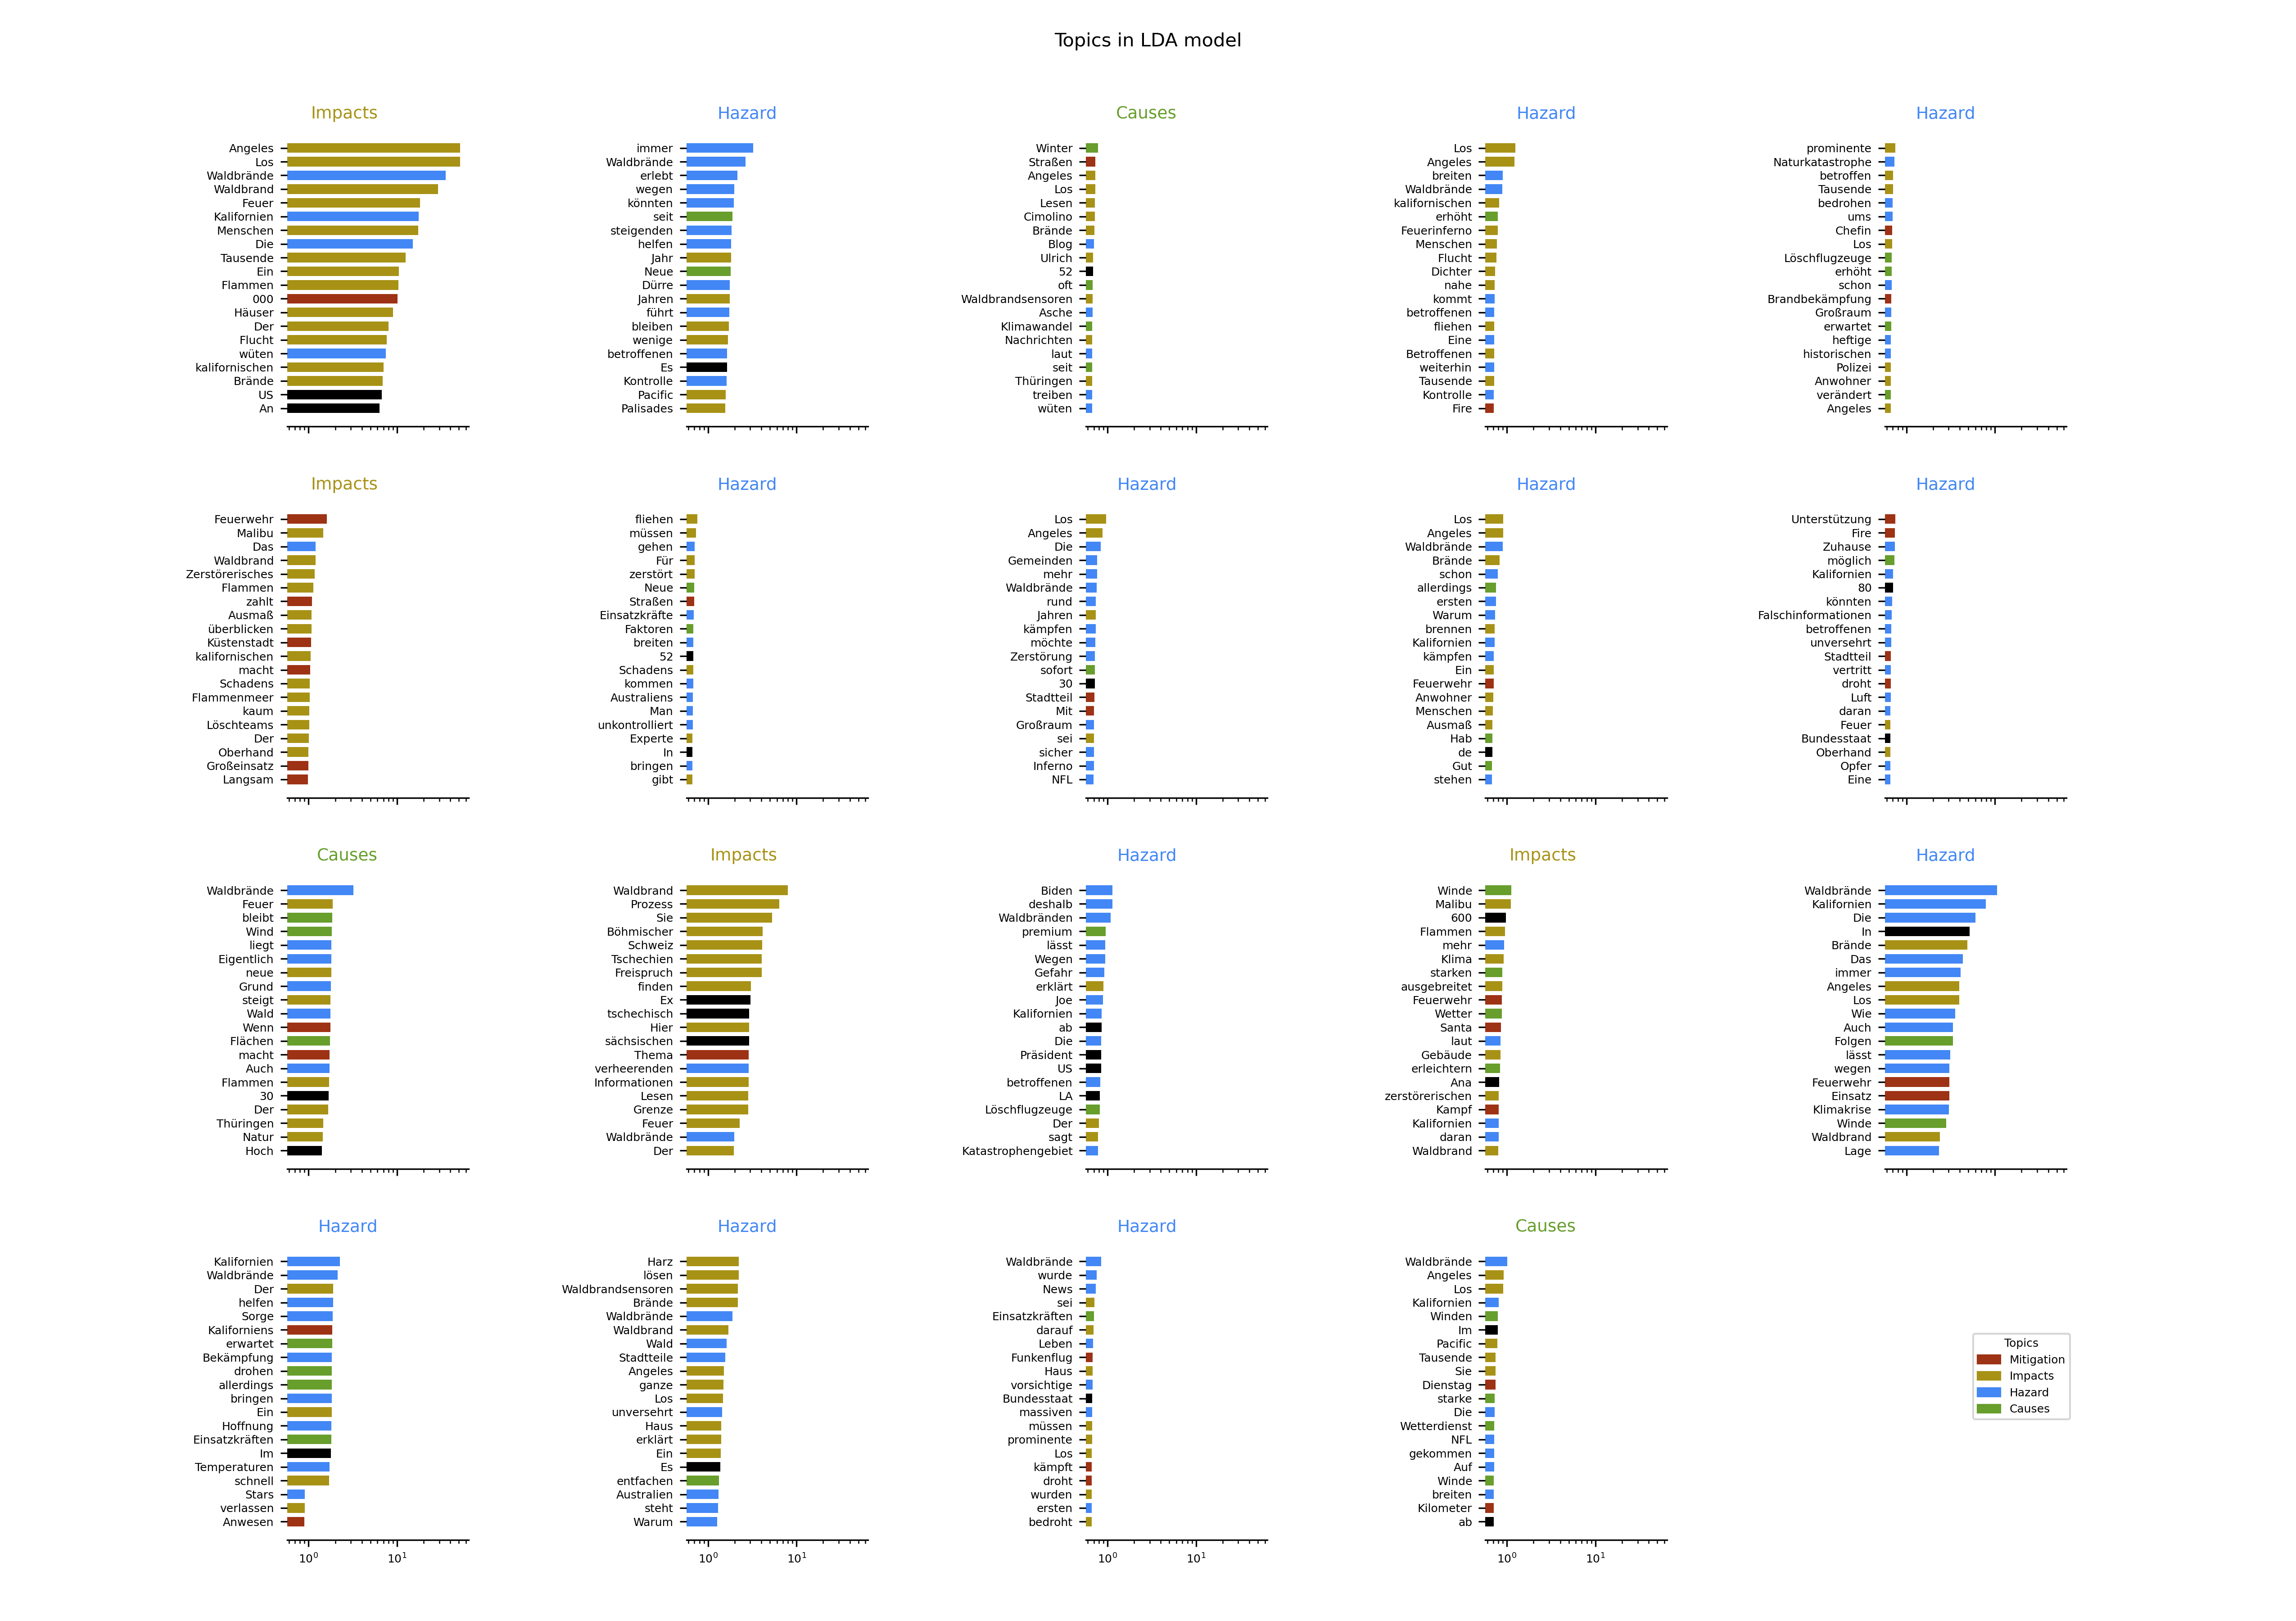 Topics in LDA model
Impacts
Angeles
Los
Waldbrände
Waldbrand
Feuer
Kalifornien
Menschen
Die
Tausende
Ein
Flammen
000
Häuser
Der
Flucht
wüten
kalifornischen
Brände
US
An
Hazard
immer
Waldbrände
erlebt
wegen
könnten
seit
steigenden
helfen
Jahr
Neue
Dürre
Jahren
führt
bleiben
wenige
betroffenen
Es
Kontrolle
Pacific
Palisades
Causes
Winter
Straßen
Angeles
Los
Lesen
Cimolino
Brände
Blog
Ulrich
52
oft
Waldbrandsensoren
Asche
Klimawandel
Nachrichten
laut
seit
Thüringen
treiben
wüten
Hazard
Los
Angeles
breiten
Waldbrände
kalifornischen
erhöht
Feuerinferno
Menschen
Flucht
Dichter
nahe
kommt
betroffenen
fliehen
Eine
Betroffenen
weiterhin
Tausende
Kontrolle
Fire
Hazard
prominente
Naturkatastrophe
betroffen
Tausende
bedrohen
ums
Chefin
Los
Löschflugzeuge
erhöht
schon
Brandbekämpfung
Großraum
erwartet
heftige
historischen
Polizei
Anwohner
verändert
Angeles
Impacts
Feuerwehr
Malibu
Das
Waldbrand
Zerstörerisches
Flammen
zahlt
Ausmaß
überblicken
Küstenstadt
kalifornischen
macht
Schadens
Flammenmeer
kaum
Löschteams
Der
Oberhand
Großeinsatz
Langsam
Hazard
fliehen
müssen
gehen
Für
zerstört
Neue
Straßen
Einsatzkräfte
Faktoren
breiten
52
Schadens
kommen
Australiens
Man
unkontrolliert
Experte
In
bringen
gibt
Hazard
Los
Angeles
Die
Gemeinden
mehr
Waldbrände
rund
Jahren
kämpfen
möchte
Zerstörung
sofort
30
Stadtteil
Mit
Großraum
sei
sicher
Inferno
NFL
Hazard
Los
Angeles
Waldbrände
Brände
schon
allerdings
ersten
Warum
brennen
Kalifornien
kämpfen
Ein
Feuerwehr
Anwohner
Menschen
Ausmaß
Hab
de
Gut
stehen
Hazard
Unterstützung
Fire
Zuhause
möglich
Kalifornien
80
könnten
Falschinformationen
betroffenen
unversehrt
Stadtteil
vertritt
droht
Luft
daran
Feuer
Bundesstaat
Oberhand
Opfer
Eine
Causes
Waldbrände
Feuer
bleibt
Wind
liegt
Eigentlich
neue
Grund
steigt
Wald
Wenn
Flächen
macht
Auch
Flammen
30
Der
Thüringen
Natur
Hoch
Impacts
Waldbrand
Prozess
Sie
Böhmischer
Schweiz
Tschechien
Freispruch
finden
Ex
tschechisch
Hier
sächsischen
Thema
verheerenden
Informationen
Lesen
Grenze
Feuer
Waldbrände
Der
Hazard
Biden
deshalb
Waldbränden
premium
lässt
Wegen
Gefahr
erklärt
Joe
Kalifornien
ab
Die
Präsident
US
betroffenen
LA
Löschflugzeuge
Der
sagt
Katastrophengebiet
Impacts
Winde
Malibu
600
Flammen
mehr
Klima
starken
ausgebreitet
Feuerwehr
Wetter
Santa
laut
Gebäude
erleichtern
Ana
zerstörerischen
Kampf
Kalifornien
daran
Waldbrand
Hazard
Waldbrände
Kalifornien
Die
In
Brände
Das
immer
Angeles
Los
Wie
Auch
Folgen
lässt
wegen
Feuerwehr
Einsatz
Klimakrise
Winde
Waldbrand
Lage
Hazard
Kalifornien
Waldbrände
Der
helfen
Sorge
Kaliforniens
erwartet
Bekämpfung
drohen
allerdings
bringen
Ein
Hoffnung
Einsatzkräften
Im
Temperaturen
schnell
Stars
verlassen
Anwesen
10⁰ 10¹
Hazard
Harz
lösen
Waldbrandsensoren
Brände
Waldbrände
Waldbrand
Wald
Stadtteile
Angeles
ganze
Los
unversehrt
Haus
erklärt
Ein
Es
entfachen
Australien
steht
Warum
10⁰ 10¹
Hazard
Waldbrände
wurde
News
sei
Einsatzkräften
darauf
Leben
Funkenflug
Haus
vorsichtige
Bundesstaat
massiven
müssen
prominente
Los
kämpft
droht
wurden
ersten
bedroht
10⁰ 10¹
Causes
Waldbrände
Angeles
Los
Kalifornien
Winden
Im
Pacific
Tausende
Sie
Dienstag
starke
Die
Wetterdienst
NFL
gekommen
Auf
Winde
breiten
Kilometer
ab
10⁰ 10¹
Topics
Mitigation
Impacts
Hazard
Causes